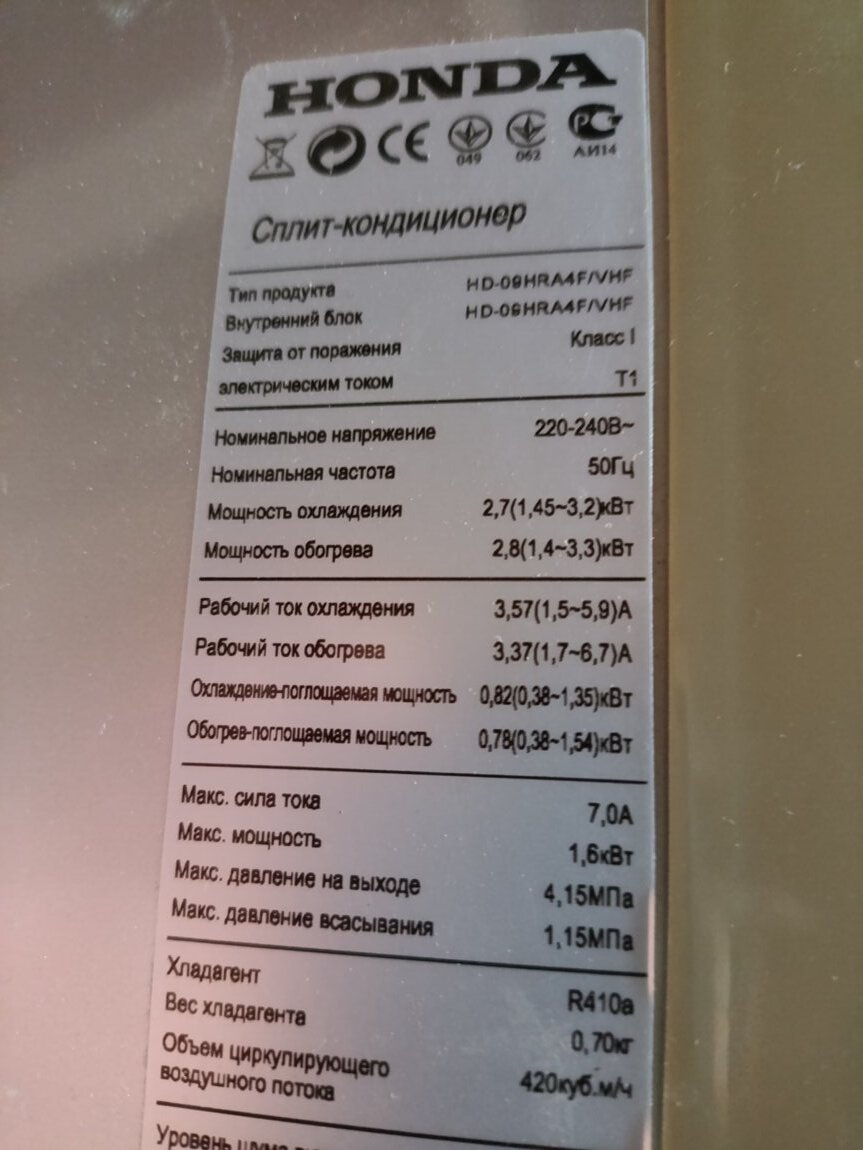 HONDA
CE
049 062 АИ14
Сплит-кондиционер
Тип продукта HD-09HRA4F/VHF
Внутренний блок HD-09HRA4F/VHF
Защита от поражения Класс I
электрическим током T1
Номинальное напряжение 220-240В~
Номинальная частота 50Гц
Мощность охлаждения 2,7(1,45~3,2)кВт
Мощность обогрева 2,8(1,4~3,3)кВт
Рабочий ток охлаждения 3,57(1,5~5,9)А
Рабочий ток обогрева 3,37(1,7~6,7)А
Охлаждение-поглощаемая мощность 0,82(0,38~1,35)кВт
Обогрев-поглощаемая мощность 0,78(0,38~1,54)кВт
Макс. сила тока 7,0А
Макс. мощность 1,6кВт
Макс. давление на выходе 4,15МПа
Макс. давление всасывания 1,15МПа
Хладагент R410a
Вес хладагента 0,70кг
Объем циркулирующего
воздушного потока 420куб.м/ч
Уровень шума